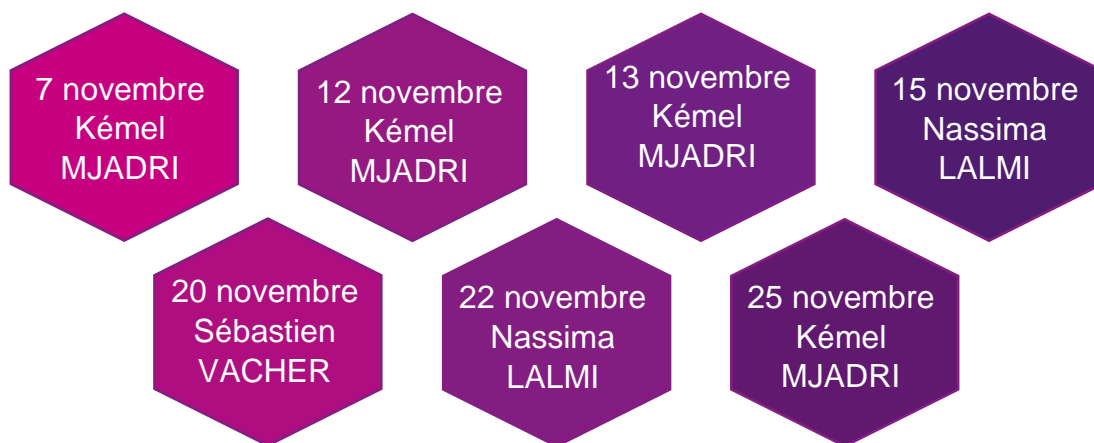 7 novembre
Kémel
MJADRI
12 novembre
Kémel
MJADRI
13 novembre
Kémel
MJADRI
15 novembre
Nassima
LALMI
20 novembre
Sébastien
VACHER
22 novembre
Nassima
LALMI
25 novembre
Kémel
MJADRI